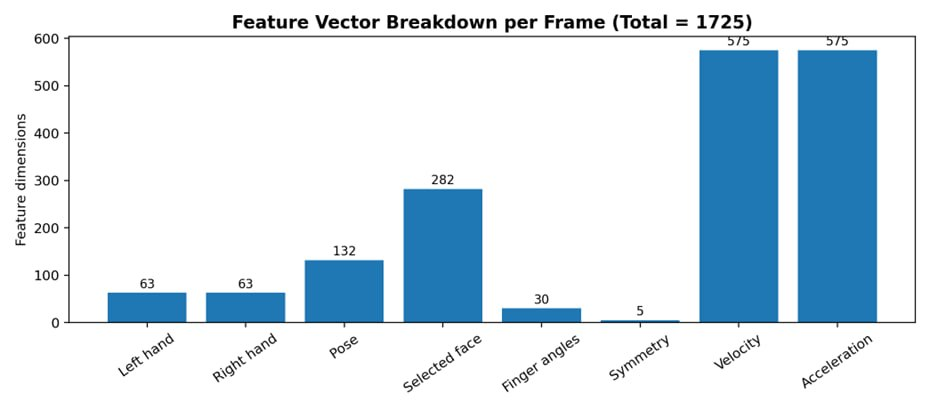 Feature Vector Breakdown per Frame (Total = 1725)
Feature dimensions
600
500
400
300
200
100
0
63
63
132
282
30
5
575
575
Left hand
Right hand
Pose
Selected face
Finger angles
Symmetry
Velocity
Acceleration